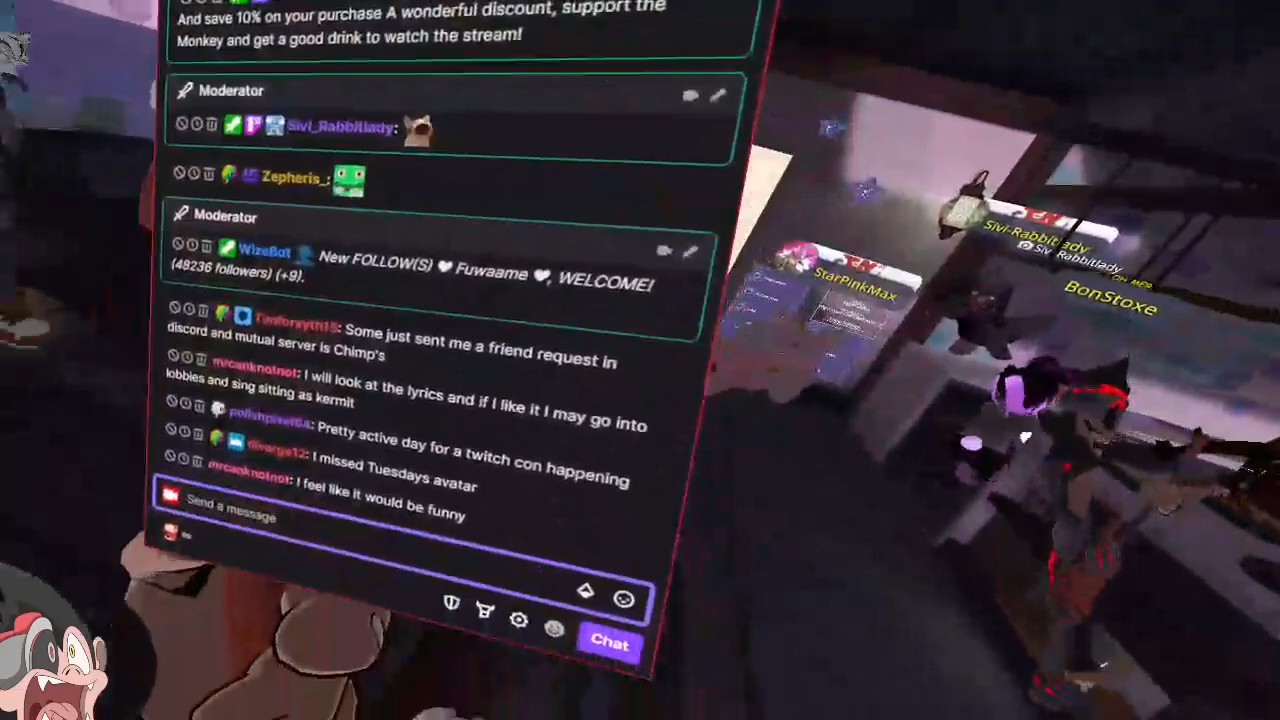 And save 10% on your purchase A wonderful discount, support the
Monkey and get a good drink to watch the stream!
Moderator
Sivi_Rabbitlady:
Zepheris_:
Moderator
WizeBot New FOLLOW(S) ❤ Fuwaame ❤, WELCOME!
(48236 followers) (+9).
Some just sent me a friend request in
discord and mutual server is Chimp's
mrcanknotnot: I will look at the lyrics and if I like it I may go into
lobbies and sing sitting as kermit
Pretty active day for a twitch con happening
I missed Tuesdays avatar
mrcanknotnot: I feel like it would be funny
Send a message
Chat
Sivi-Rabbitlady
Sivi_Rabbitlady
StarPinkMax
BonStoxe